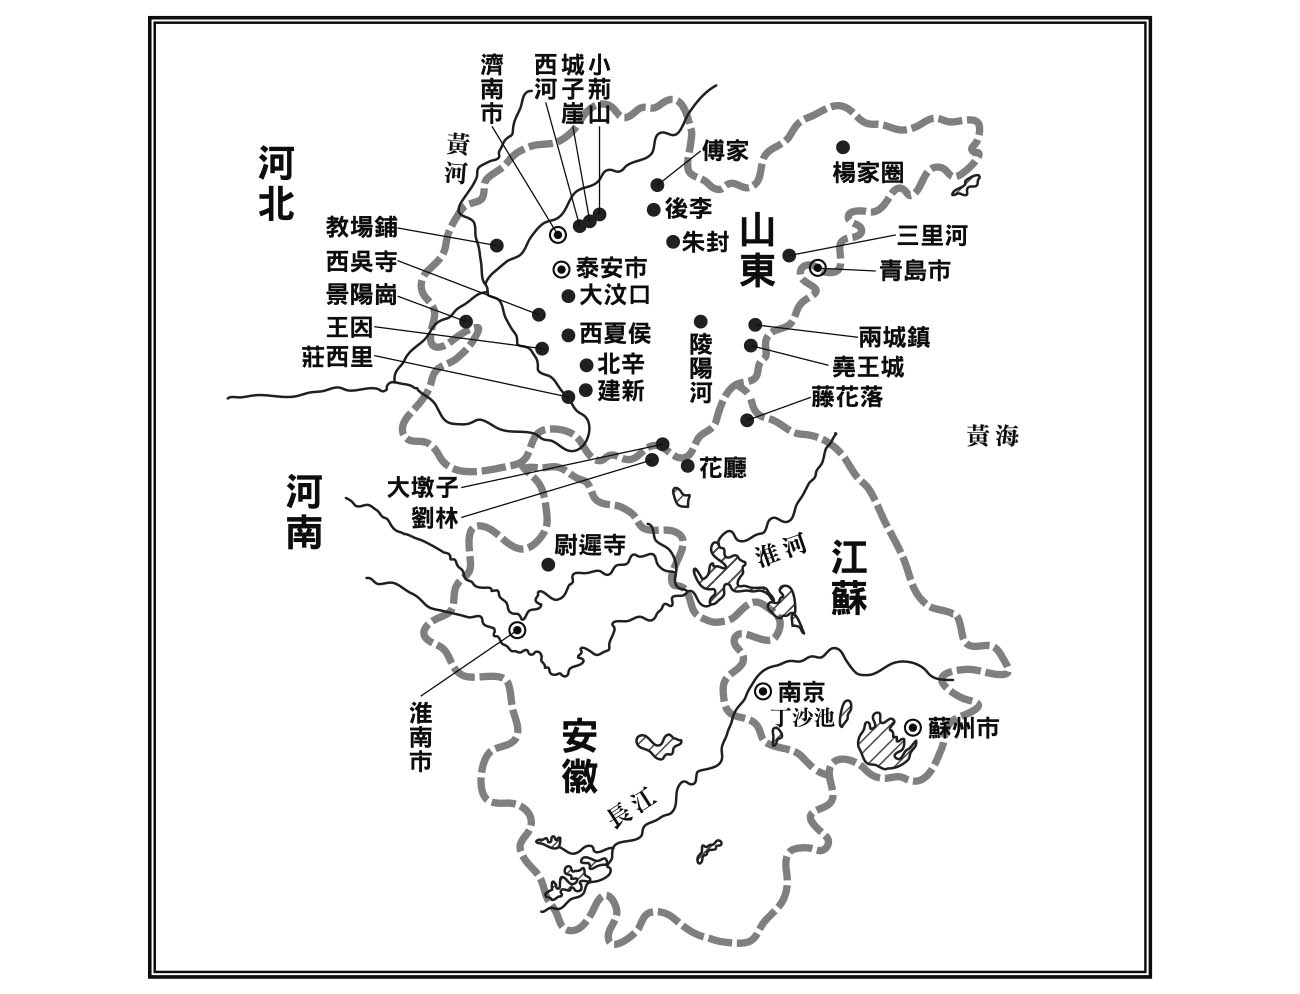 濟南市
西河
城子崖
小荊山
黃河
河北
傅家
楊家圈
後李
山東
朱封
三里河
青島市
教場鋪
西吳寺
景陽崗
王因
莊西里
泰安市
大汶口
西夏侯
北辛
建新
陵陽河
兩城鎮
堯王城
藤花落
黃海
花廳
大墩子
劉林
河南
尉遲寺
淮河
江蘇
淮南市
安徽
南京
丁沙池
蘇州市
長江